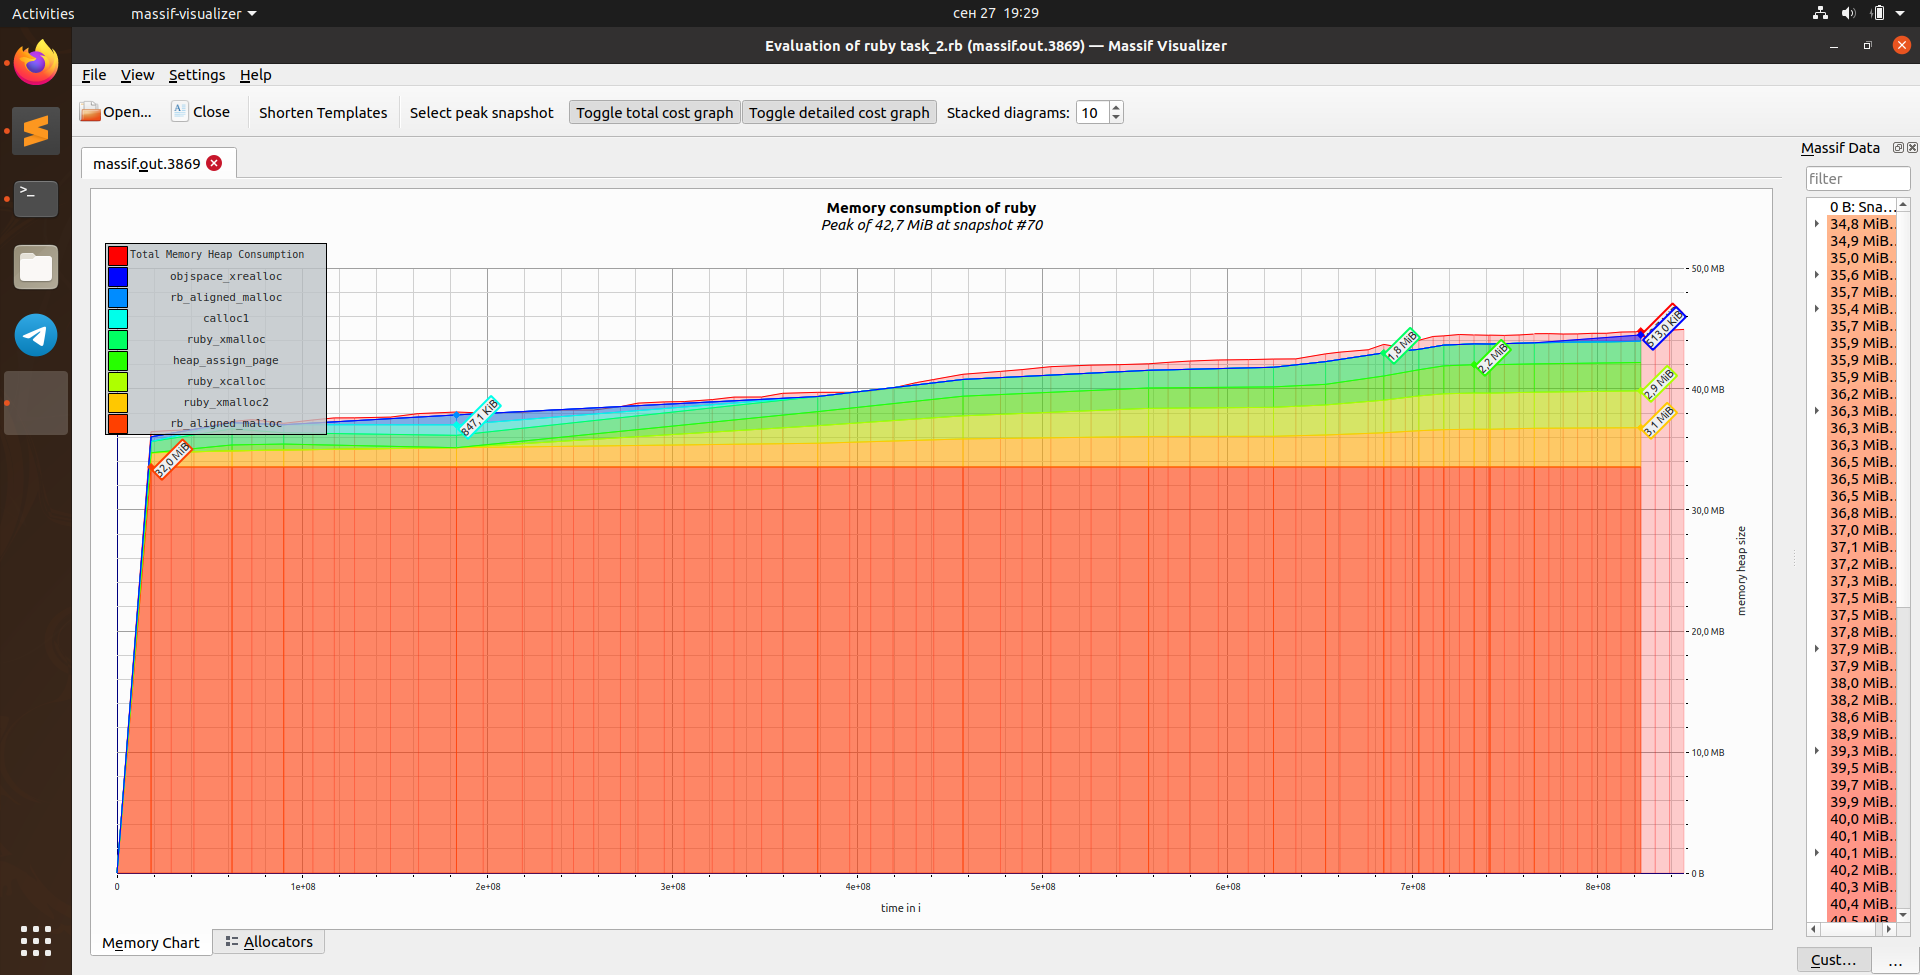 Activities
massif-visualizer
сен 27 19:29
Evaluation of ruby task_2.rb (massif.out.3869) — Massif Visualizer
File View Settings Help
Open...
Close
Shorten Templates
Select peak snapshot
Toggle total cost graph
Toggle detailed cost graph
Stacked diagrams:
10
massif.out.3869
Memory consumption of ruby
Peak of 42,7 MiB at snapshot #70
Total Memory Heap Consumption
objspace_xrealloc
rb_aligned_malloc
calloc1
ruby_xmalloc
heap_assign_page
ruby_xcalloc
ruby_xmalloc2
rb_aligned_malloc
32,0 MiB
847,1 KiB
1,8 MiB
2,2 MiB
513,0 KiB
2,9 MiB
3,1 MiB
50,0 MB
40,0 MB
30,0 MB
20,0 MB
10,0 MB
0 B
memory heap size
0
1e+08
2e+08
3e+08
4e+08
5e+08
6e+08
7e+08
8e+08
time in i
Memory Chart
Allocators
Massif Data
filter
0 B: Sna...
34,8 MiB...
34,9 MiB...
35,0 MiB...
35,6 MiB...
35,7 MiB...
35,4 MiB...
35,7 MiB...
35,9 MiB...
35,9 MiB...
35,9 MiB...
36,2 MiB...
36,3 MiB...
36,3 MiB...
36,3 MiB...
36,5 MiB...
36,5 MiB...
36,5 MiB...
36,8 MiB...
37,0 MiB...
37,1 MiB...
37,2 MiB...
37,3 MiB...
37,5 MiB...
37,5 MiB...
37,8 MiB...
37,9 MiB...
37,9 MiB...
38,0 MiB...
38,2 MiB...
38,6 MiB...
38,9 MiB...
39,3 MiB...
39,5 MiB...
39,7 MiB...
39,9 MiB...
40,0 MiB...
40,1 MiB...
40,1 MiB...
40,2 MiB...
40,3 MiB...
40,4 MiB...
40,5 MiB...
Cust...
...